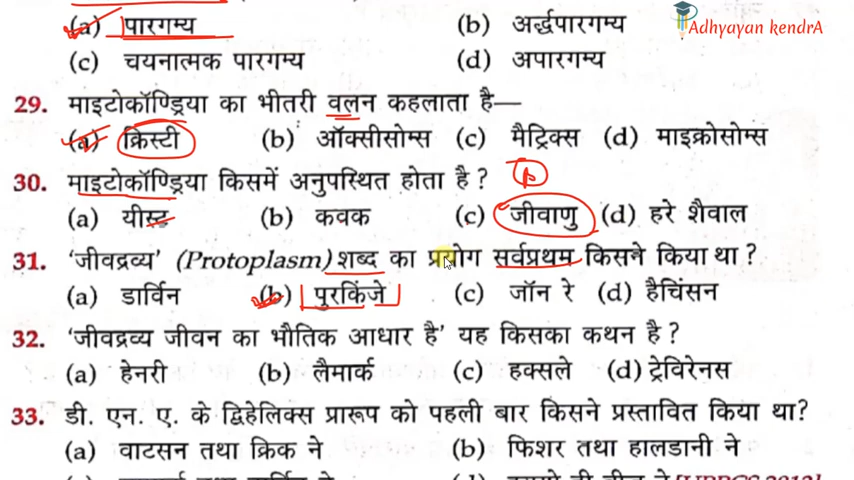 Adhyayan kendrA
(a) पारगम्य (b) अर्द्धपारगम्य
(c) चयनात्मक पारगम्य (d) अपारगम्य
29. माइटोकॉण्ड्रिया का भीतरी वलन कहलाता है—
(a) क्रिस्टी (b) ऑक्सीसोम्स (c) मैट्रिक्स (d) माइक्रोसोम्स
30. माइटोकॉण्ड्रिया किसमें अनुपस्थित होता है ?
(a) यीस्ट (b) कवक (c) जीवाणु (d) हरे शैवाल
31. 'जीवद्रव्य' (Protoplasm) शब्द का प्रयोग सर्वप्रथम किसने किया था ?
(a) डार्विन (b) पुरकिंजे (c) जॉन रे (d) हैचिंसन
32. 'जीवद्रव्य जीवन का भौतिक आधार है' यह किसका कथन है ?
(a) हेनरी (b) लैमार्क (c) हक्सले (d) ट्रेविरेनस
33. डी. एन. ए. के द्विहेलिक्स प्रारूप को पहली बार किसने प्रस्तावित किया था?
(a) वाटसन तथा क्रिक ने (b) फिशर तथा हालडानी ने